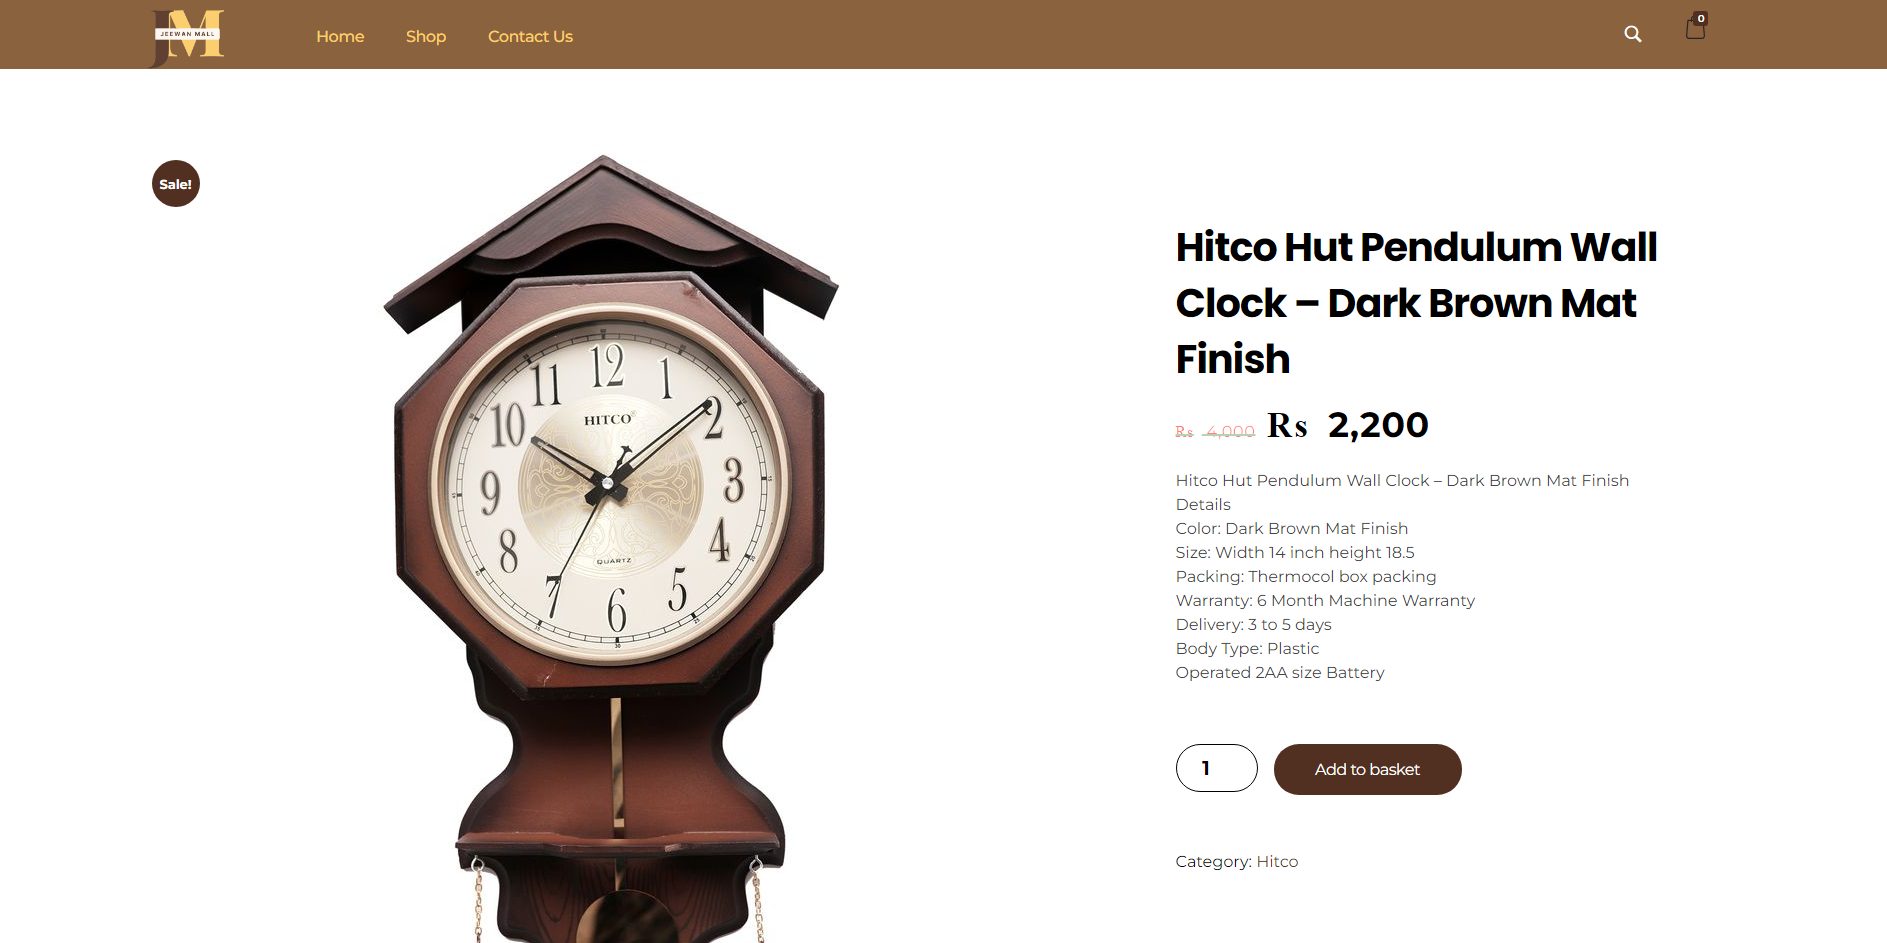 JEEWAN MALL
JM
Home
Shop
Contact Us
0
Sale!
12
1
2
3
4
5
6
7
8
9
10
11
HITCO
QUARTZ
Hitco Hut Pendulum Wall
Clock – Dark Brown Mat
Finish
Rs 4,000 Rs 2,200
Hitco Hut Pendulum Wall Clock – Dark Brown Mat Finish
Details
Color: Dark Brown Mat Finish
Size: Width 14 inch height 18.5
Packing: Thermocol box packing
Warranty: 6 Month Machine Warranty
Delivery: 3 to 5 days
Body Type: Plastic
Operated 2AA size Battery
1
Add to basket
Category: Hitco